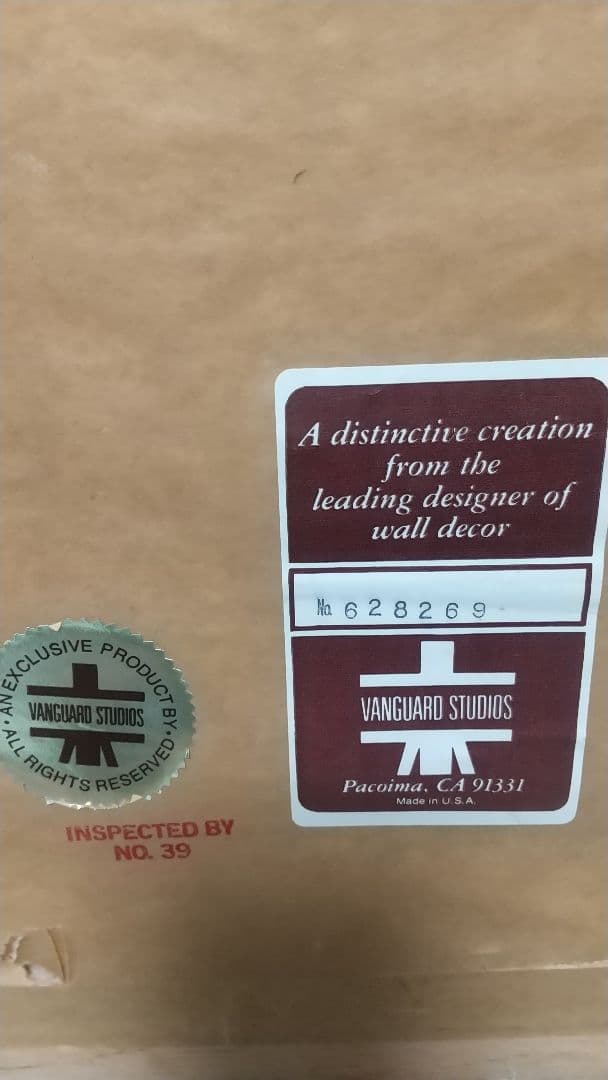 A distinctive creation
from the
leading designer of
wall decor
No. 628269
VANGUARD STUDIOS
Pacoima, CA 91331
Made in U.S.A.
AN EXCLUSIVE PRODUCT BY
VANGUARD STUDIOS
• ALL RIGHTS RESERVED •
INSPECTED BY
NO. 39